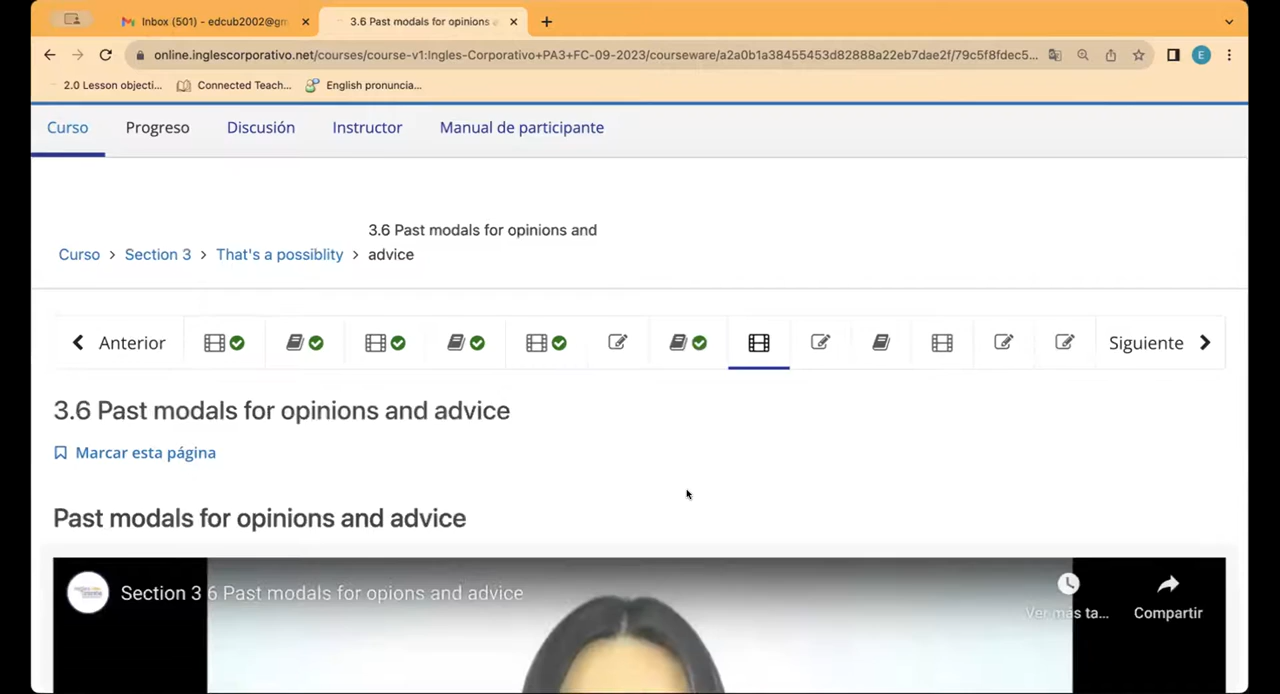 Inbox (501) - edcub2002@gm
3.6 Past modals for opinions
online.inglescorporativo.net/courses/course-v1:Ingles-Corporativo+PA3+FC-09-2023/courseware/a2a0b1a38455453d82888a22eb7dae2f/79c5f8fdec5...
E
2.0 Lesson objecti...
Connected Teach...
English pronuncia...
Curso
Progreso
Discusión
Instructor
Manual de participante
Curso > Section 3 > That's a possiblity > 3.6 Past modals for opinions and
advice
Anterior
Siguiente
3.6 Past modals for opinions and advice
Marcar esta página
Past modals for opinions and advice
Section 3 6 Past modals for opions and advice
Ver más ta...
Compartir